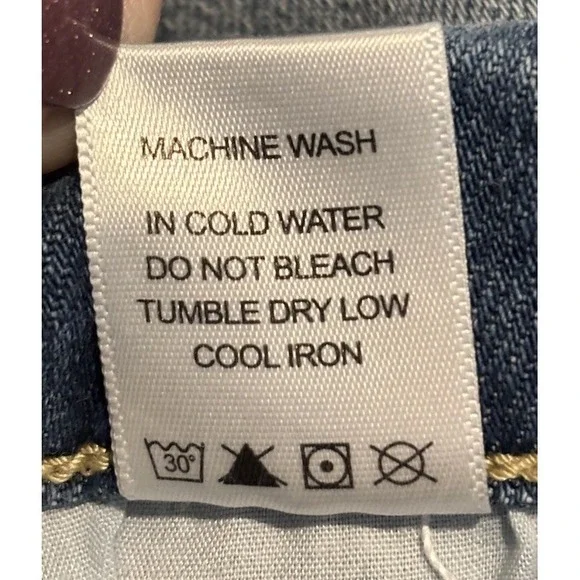 MACHINE WASH
IN COLD WATER
DO NOT BLEACH
TUMBLE DRY LOW
COOL IRON
30°